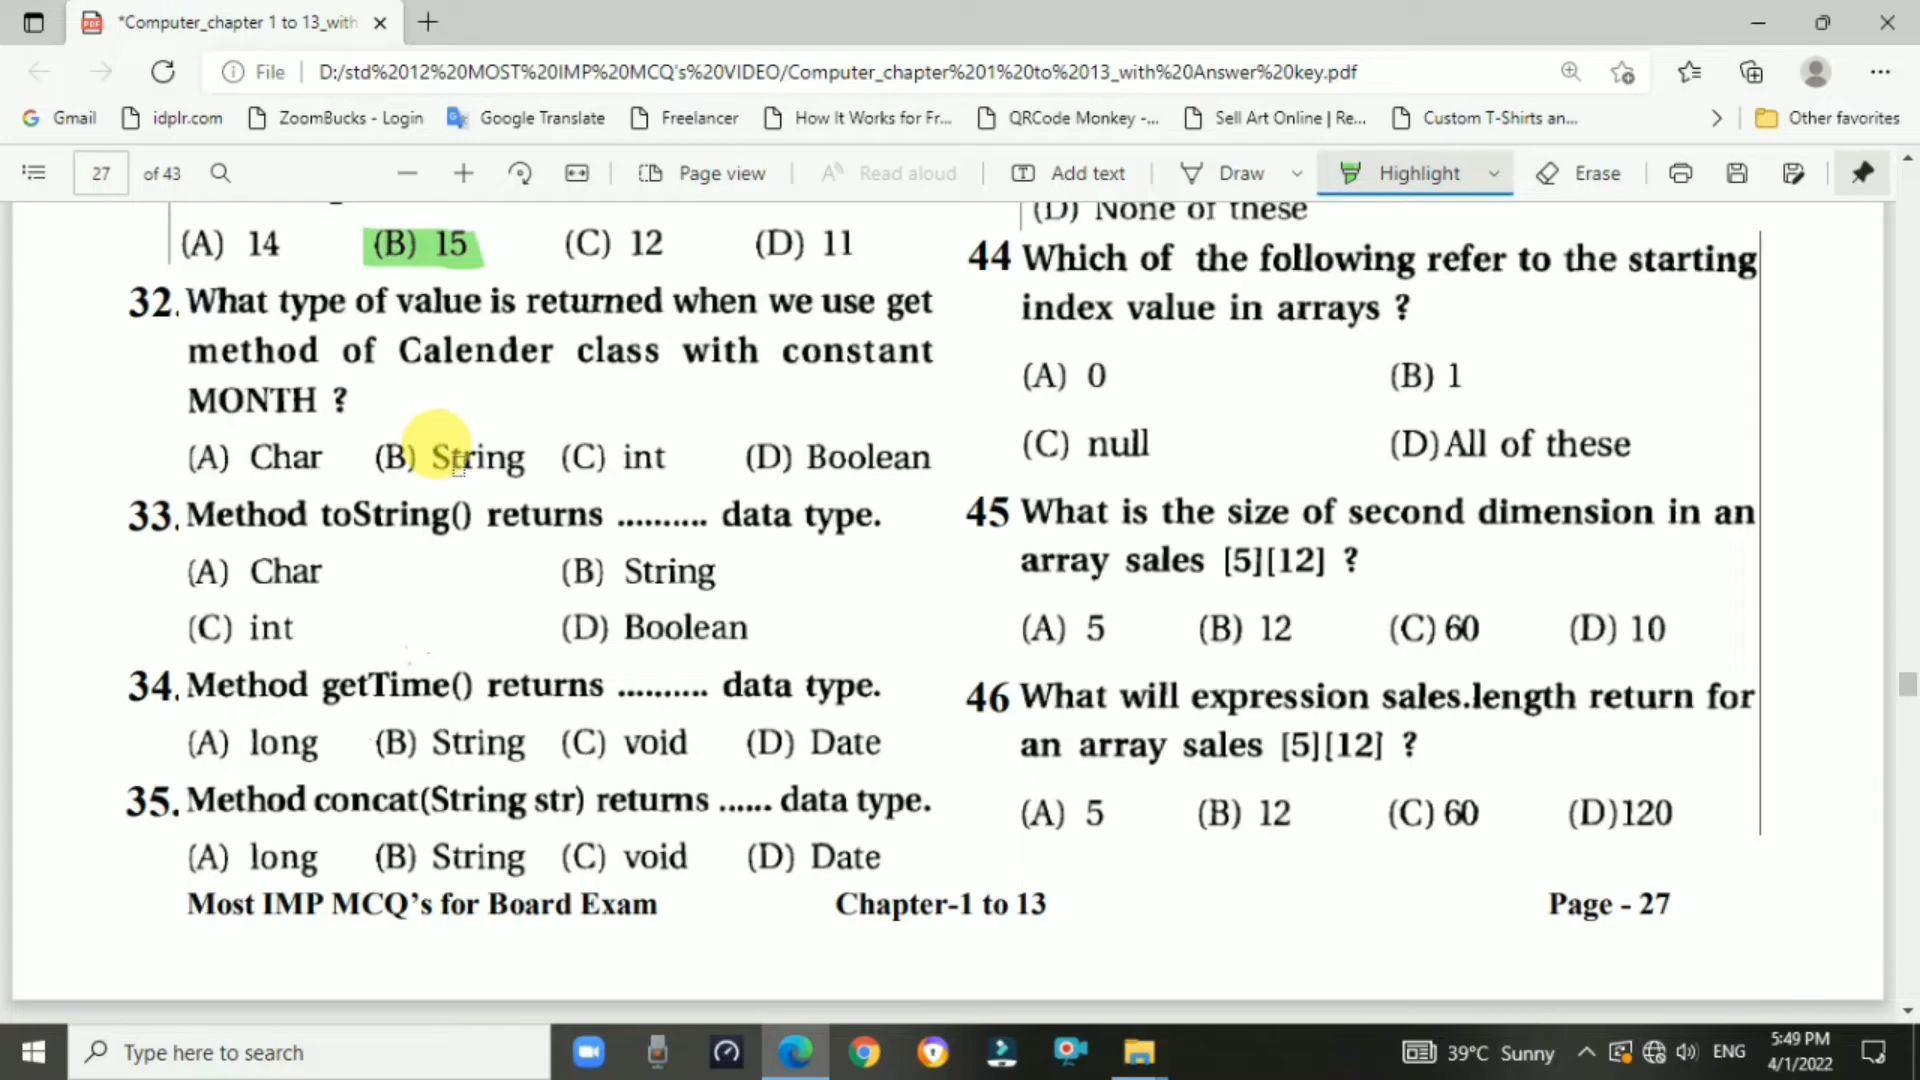 *Computer_chapter 1 to 13_with
File
D:/std%2012%20MOST%20IMP%20MCQ's%20VIDEO/Computer_chapter%201%20to%2013_with%20Answer%20key.pdf
Gmail
idplr.com
ZoomBucks - Login
Google Translate
Freelancer
How It Works for Fr...
QRCode Monkey -...
Sell Art Online | Re...
Custom T-Shirts an...
Other favorites
27 of 43
Page view
Read aloud
Add text
Draw
Highlight
Erase
(A) 14 (B) 15 (C) 12 (D) 11
32. What type of value is returned when we use get
method of Calender class with constant
MONTH ?
(A) Char (B) String (C) int (D) Boolean
33. Method toString() returns .......... data type.
(A) Char (B) String
(C) int (D) Boolean
34. Method getTime() returns .......... data type.
(A) long (B) String (C) void (D) Date
35. Method concat(String str) returns ...... data type.
(A) long (B) String (C) void (D) Date
(D) None of these
44 Which of the following refer to the starting
index value in arrays ?
(A) 0 (B) 1
(C) null (D) All of these
45 What is the size of second dimension in an
array sales [5][12] ?
(A) 5 (B) 12 (C) 60 (D) 10
46 What will expression sales.length return for
an array sales [5][12] ?
(A) 5 (B) 12 (C) 60 (D) 120
Most IMP MCQ's for Board Exam Chapter-1 to 13 Page - 27
Type here to search
39°C Sunny
ENG
5:49 PM
4/1/2022